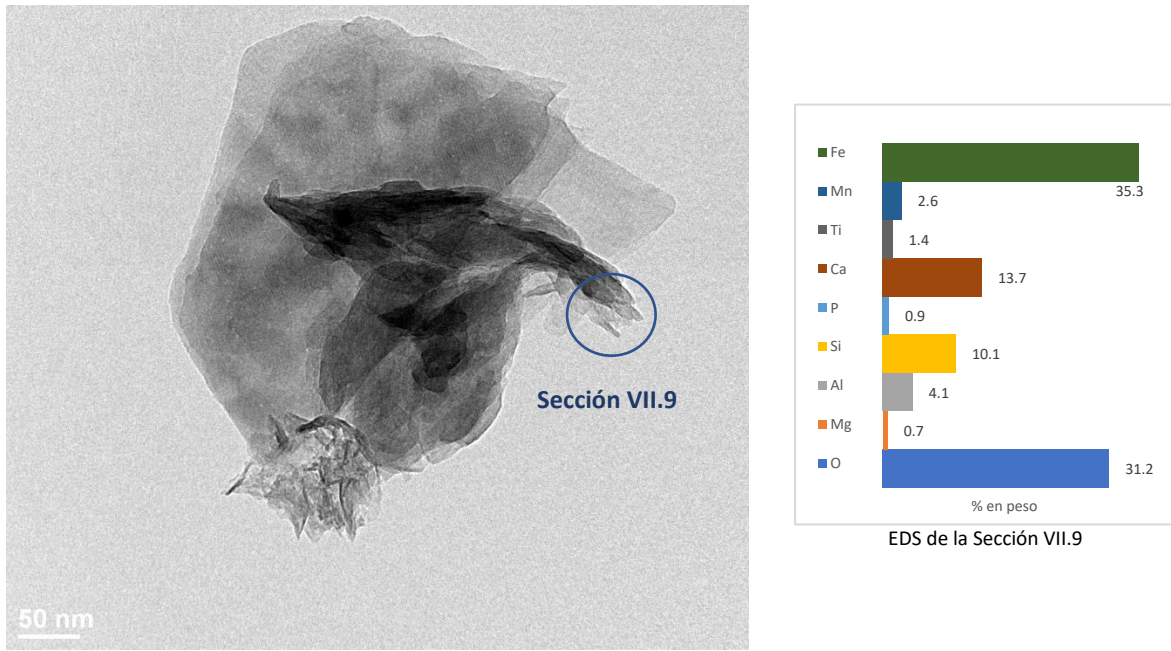 Sección VII.9
50 nm
Fe
35.3
Mn
2.6
Ti
1.4
Ca
13.7
P
0.9
Si
10.1
Al
4.1
Mg
0.7
O
31.2
% en peso
EDS de la Sección VII.9